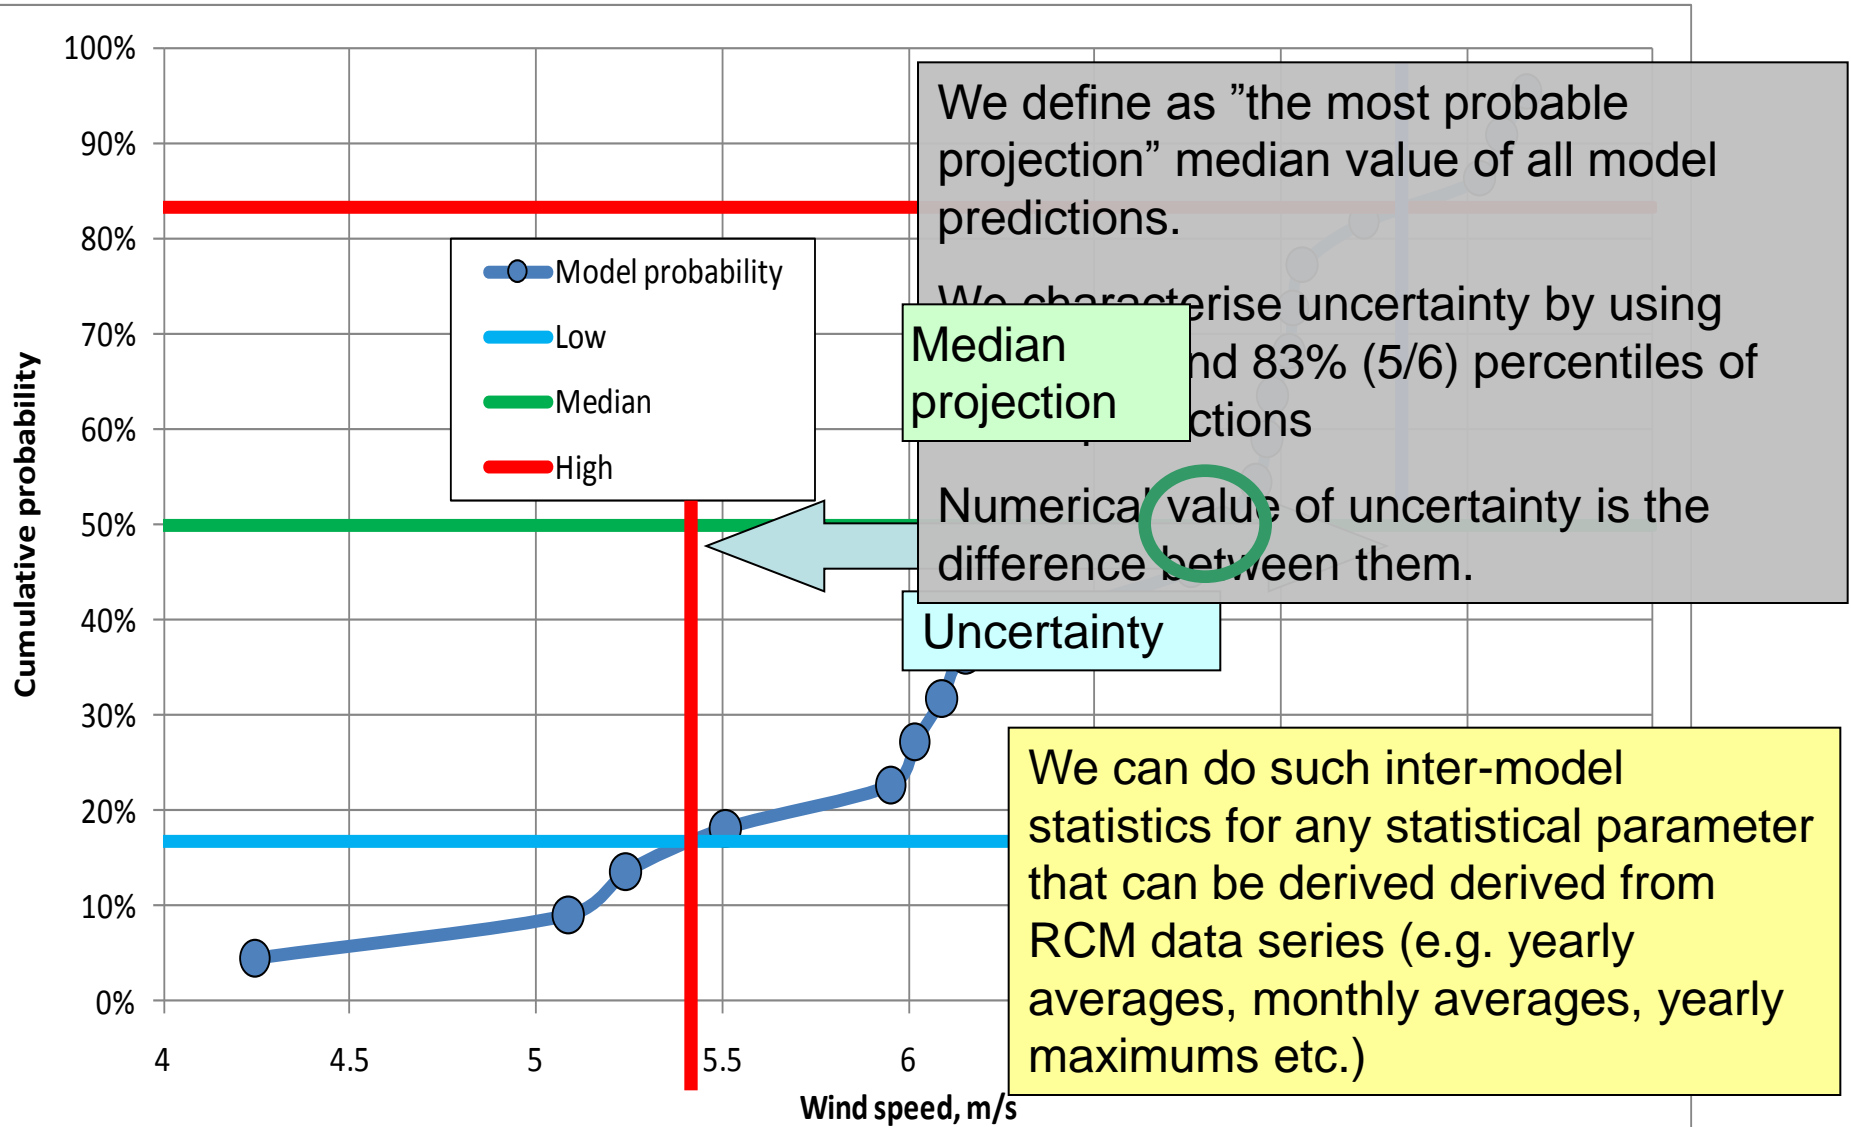 100%
90%
80%
70%
60%
50%
40%
30%
20%
10%
0%
Cumulative probability
4
4.5
5
5.5
6
Wind speed, m/s
Model probability
Low
Median
High
We define as ”the most probable
projection” median value of all model
predictions.
characterise uncertainty by using
83% (5/6) percentiles of
Numerical value of uncertainty is the
difference between them.
Median
projection
Uncertainty
We can do such inter-model
statistics for any statistical parameter
that can be derived derived from
RCM data series (e.g. yearly
averages, monthly averages, yearly
maximums etc.)